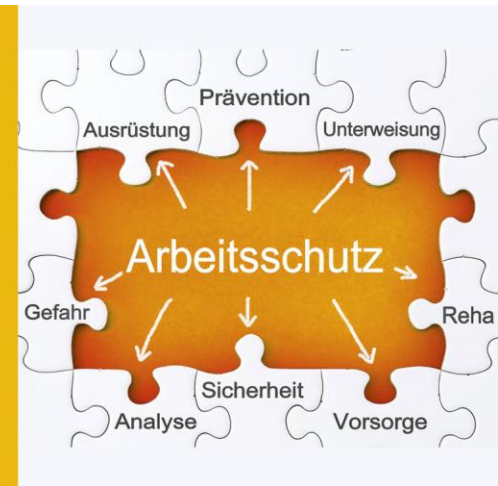 Prävention
Ausrüstung
Unterweisung
Arbeitsschutz
Gefahr
Reha
Sicherheit
Analyse
Vorsorge